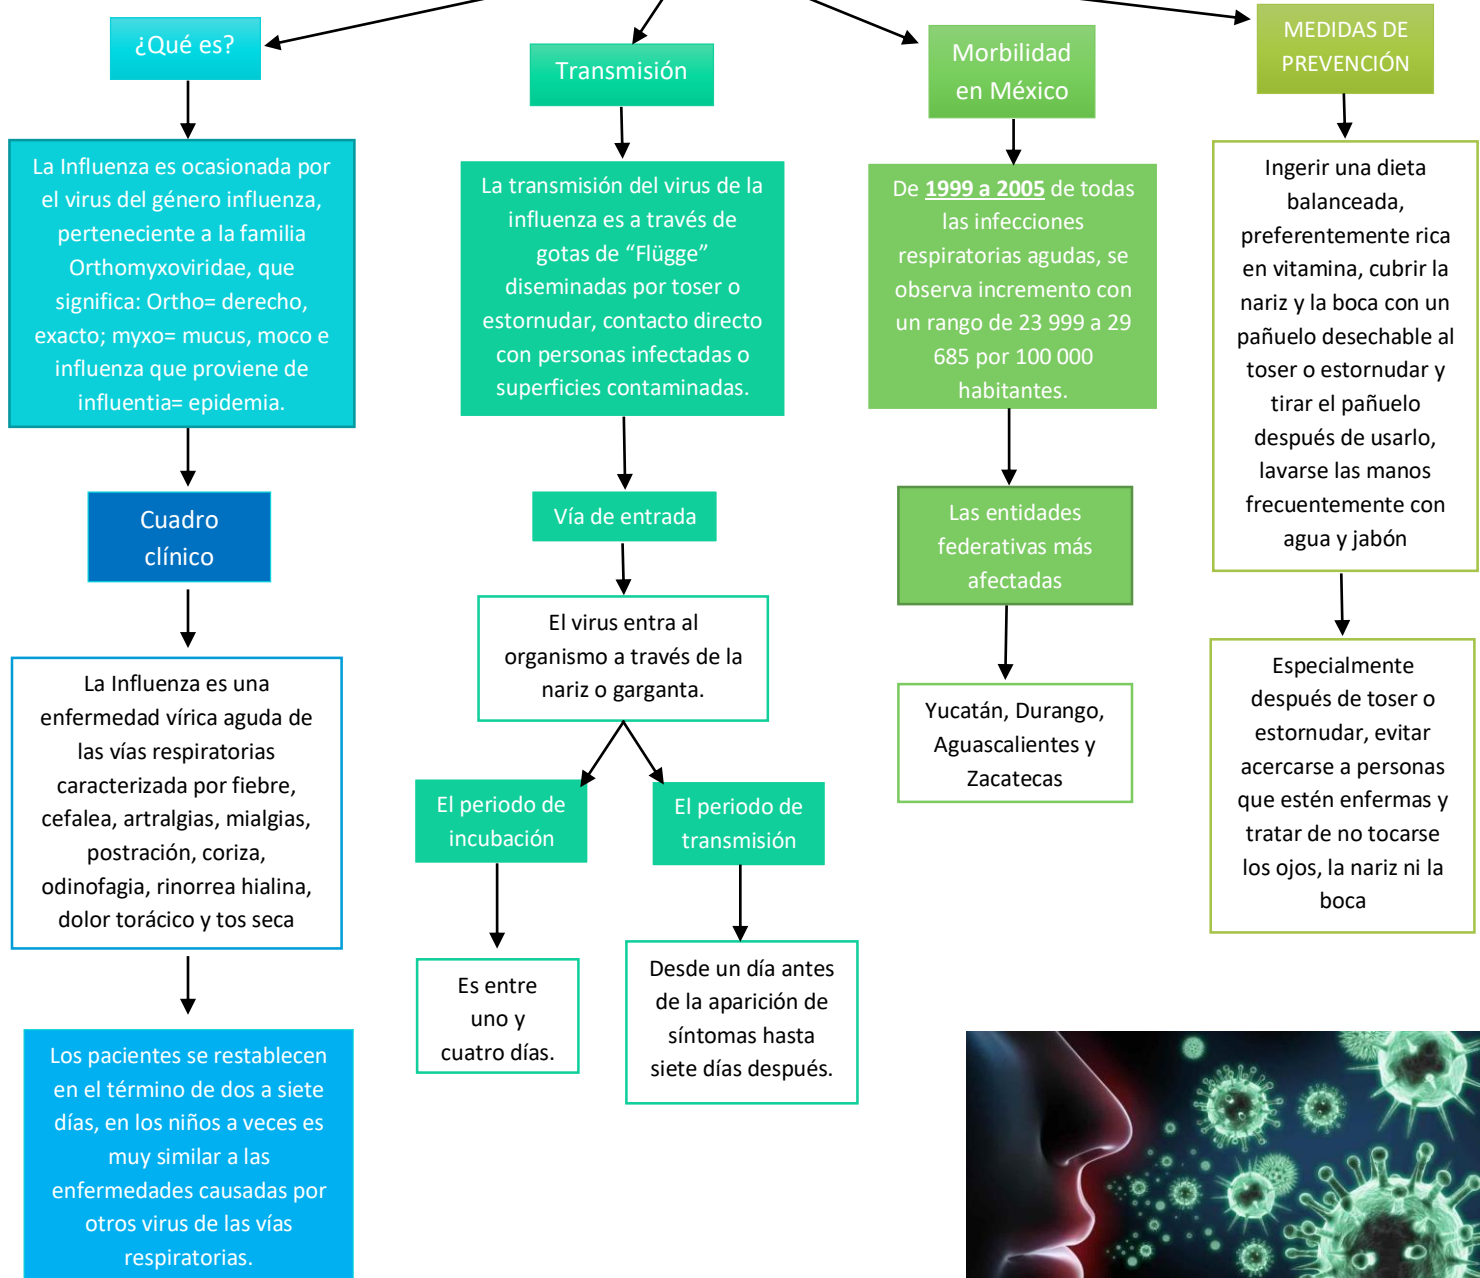 ¿Qué es?
La Influenza es ocasionada por
el virus del género influenza,
perteneciente a la familia
Orthomyxoviridae, que
significa: Ortho= derecho,
exacto; myxo= mucus, moco e
influenza que proviene de
influentia= epidemia.
Cuadro
clínico
La Influenza es una
enfermedad vírica aguda de
las vías respiratorias
caracterizada por fiebre,
cefalea, artralgias, mialgias,
postración, coriza,
odinofagia, rinorrea hialina,
dolor torácico y tos seca
Los pacientes se restablecen
en el término de dos a siete
días, en los niños a veces es
muy similar a las
enfermedades causadas por
otros virus de las vías
respiratorias.
Transmisión
La transmisión del virus de la
influenza es a través de
gotas de “Flügge”
diseminadas por toser o
estornudar, contacto directo
con personas infectadas o
superficies contaminadas.
Vía de entrada
El virus entra al
organismo a través de la
nariz o garganta.
El periodo de
incubación
Es entre
uno y
cuatro días.
El periodo de
transmisión
Desde un día antes
de la aparición de
síntomas hasta
siete días después.
Morbilidad
en México
De 1999 a 2005 de todas
las infecciones
respiratorias agudas, se
observa incremento con
un rango de 23 999 a 29
685 por 100 000
habitantes.
Las entidades
federativas más
afectadas
Yucatán, Durango,
Aguascalientes y
Zacatecas
MEDIDAS DE
PREVENCIÓN
Ingerir una dieta
balanceada,
preferentemente rica
en vitamina, cubrir la
nariz y la boca con un
pañuelo desechable al
toser o estornudar y
tirar el pañuelo
después de usarlo,
lavarse las manos
frecuentemente con
agua y jabón
Especialmente
después de toser o
estornudar, evitar
acercarse a personas
que estén enfermas y
tratar de no tocarse
los ojos, la nariz ni la
boca